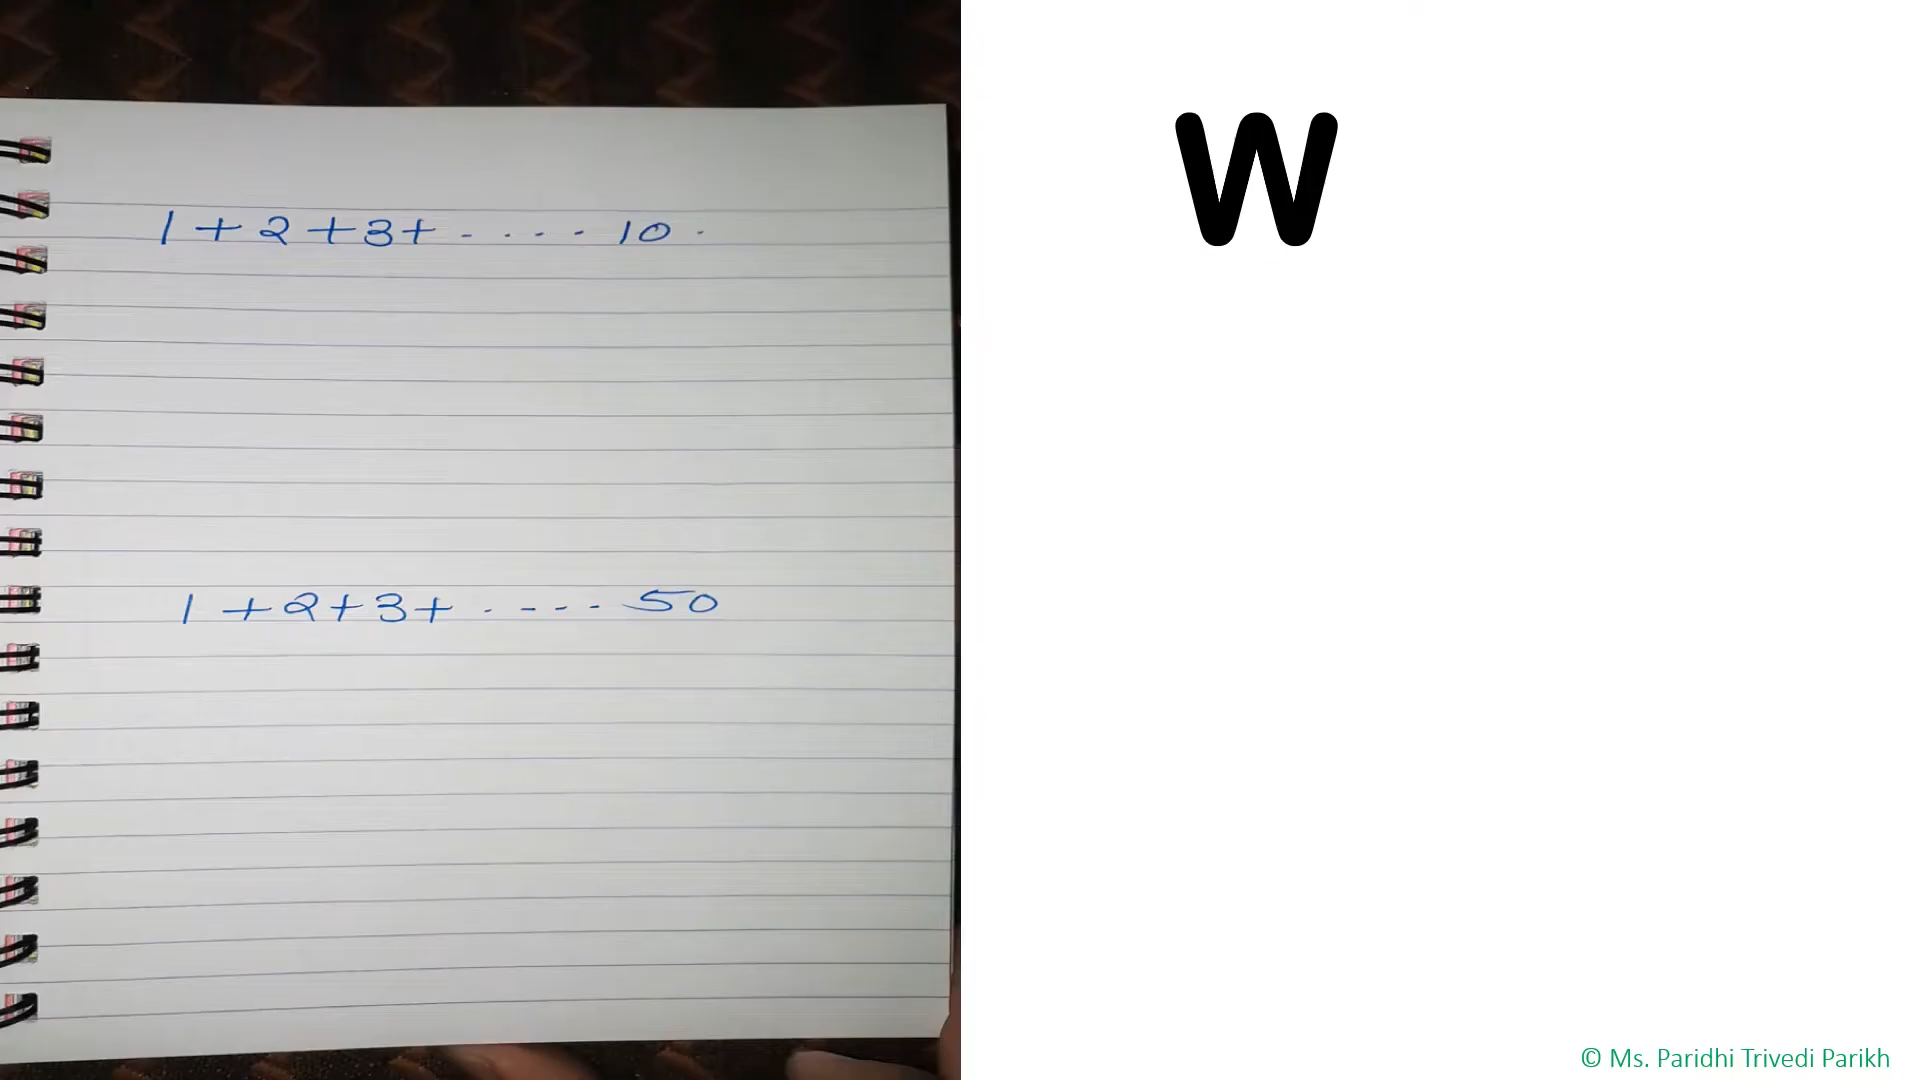 1 + 2 + 3 + . . . . 10 .
1 + 2 + 3 + . - - - 50
W
© Ms. Paridhi Trivedi Parikh